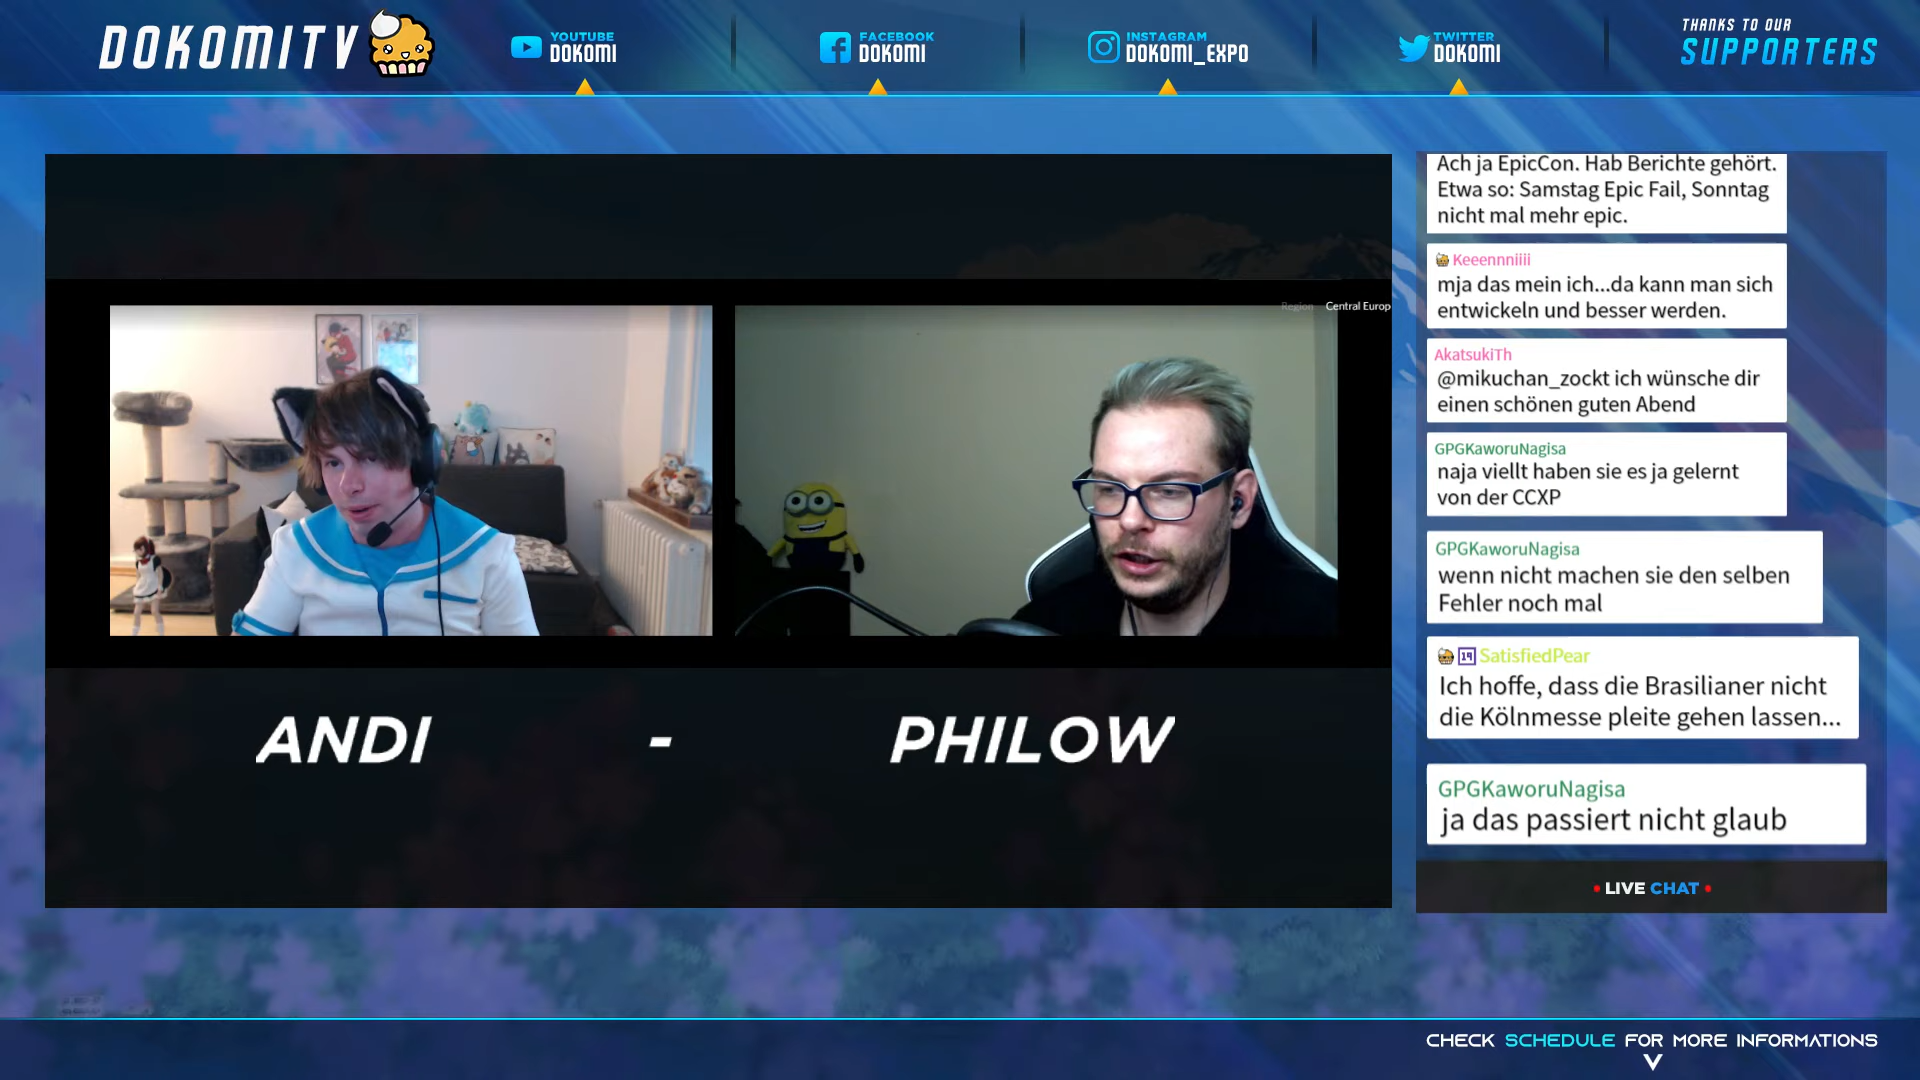 DOKOMITV
YOUTUBE
DOKOMI
FACEBOOK
DOKOMI
INSTAGRAM
DOKOMI_EXPO
TWITTER
DOKOMI
THANKS TO OUR
SUPPORTERS
Region Central Europ
ANDI - PHILOW
Ach ja EpicCon. Hab Berichte gehört.
Etwa so: Samstag Epic Fail, Sonntag
nicht mal mehr epic.
Keeennniiii
mja das mein ich...da kann man sich
entwickeln und besser werden.
AkatsukiTh
@mikuchan_zockt ich wünsche dir
einen schönen guten Abend
GPGKaworuNagisa
naja viellt haben sie es ja gelernt
von der CCXP
GPGKaworuNagisa
wenn nicht machen sie den selben
Fehler noch mal
19 SatisfiedPear
Ich hoffe, dass die Brasilianer nicht
die Kölnmesse pleite gehen lassen...
GPGKaworuNagisa
ja das passiert nicht glaub
LIVE CHAT
CHECK SCHEDULE FOR MORE INFORMATIONS